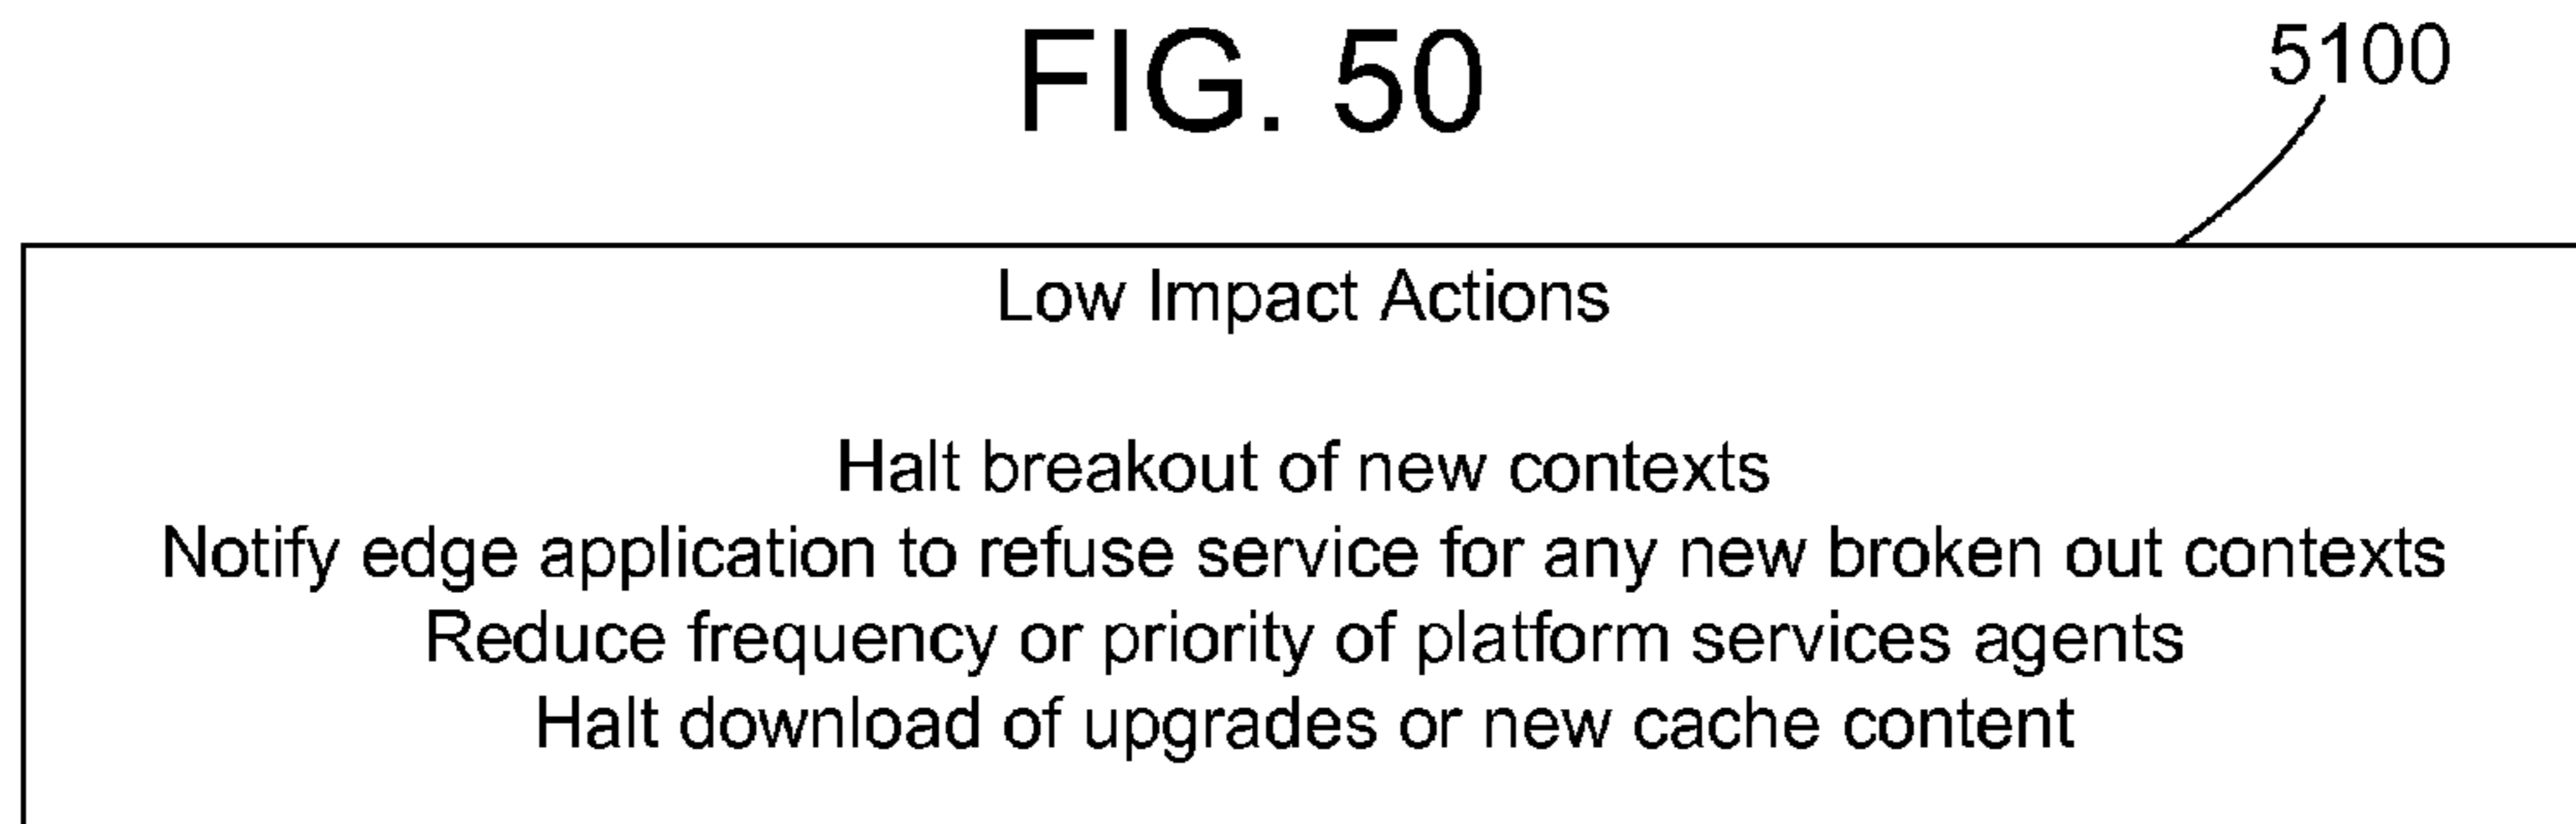 FIG. 50
5100
Low Impact Actions
Halt breakout of new contexts
Notify edge application to refuse service for any new broken out contexts
Reduce frequency or priority of platform services agents
Halt download of upgrades or new cache content